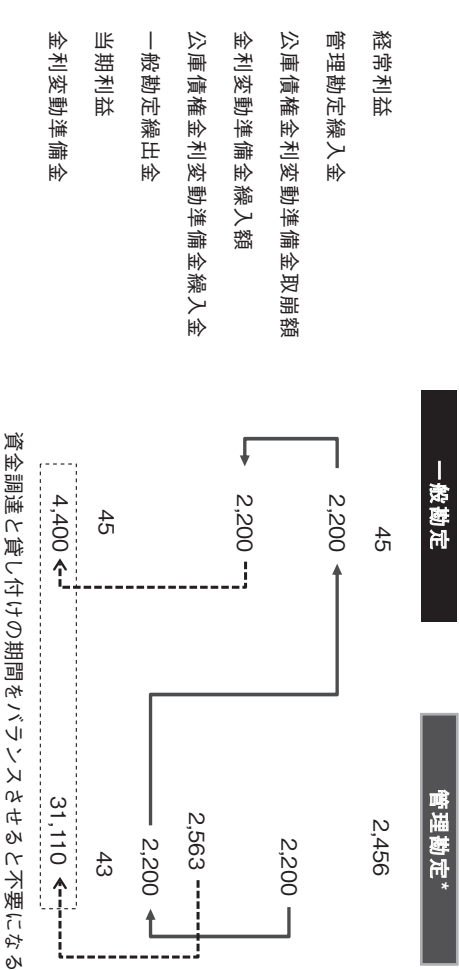 一般勘定 管理勘定*
経常利益 45 2,456
管理勘定繰入金 2,200
公庫債権金利変動準備金取崩額 2,200
金利変動準備金繰入額 2,200
公庫債権金利変動準備金繰入金 2,563
一般勘定繰出金 2,200
当期利益 45 43
金利変動準備金 4,400 31,110
資金調達と貸し付けの期間をバランスさせると不要になる